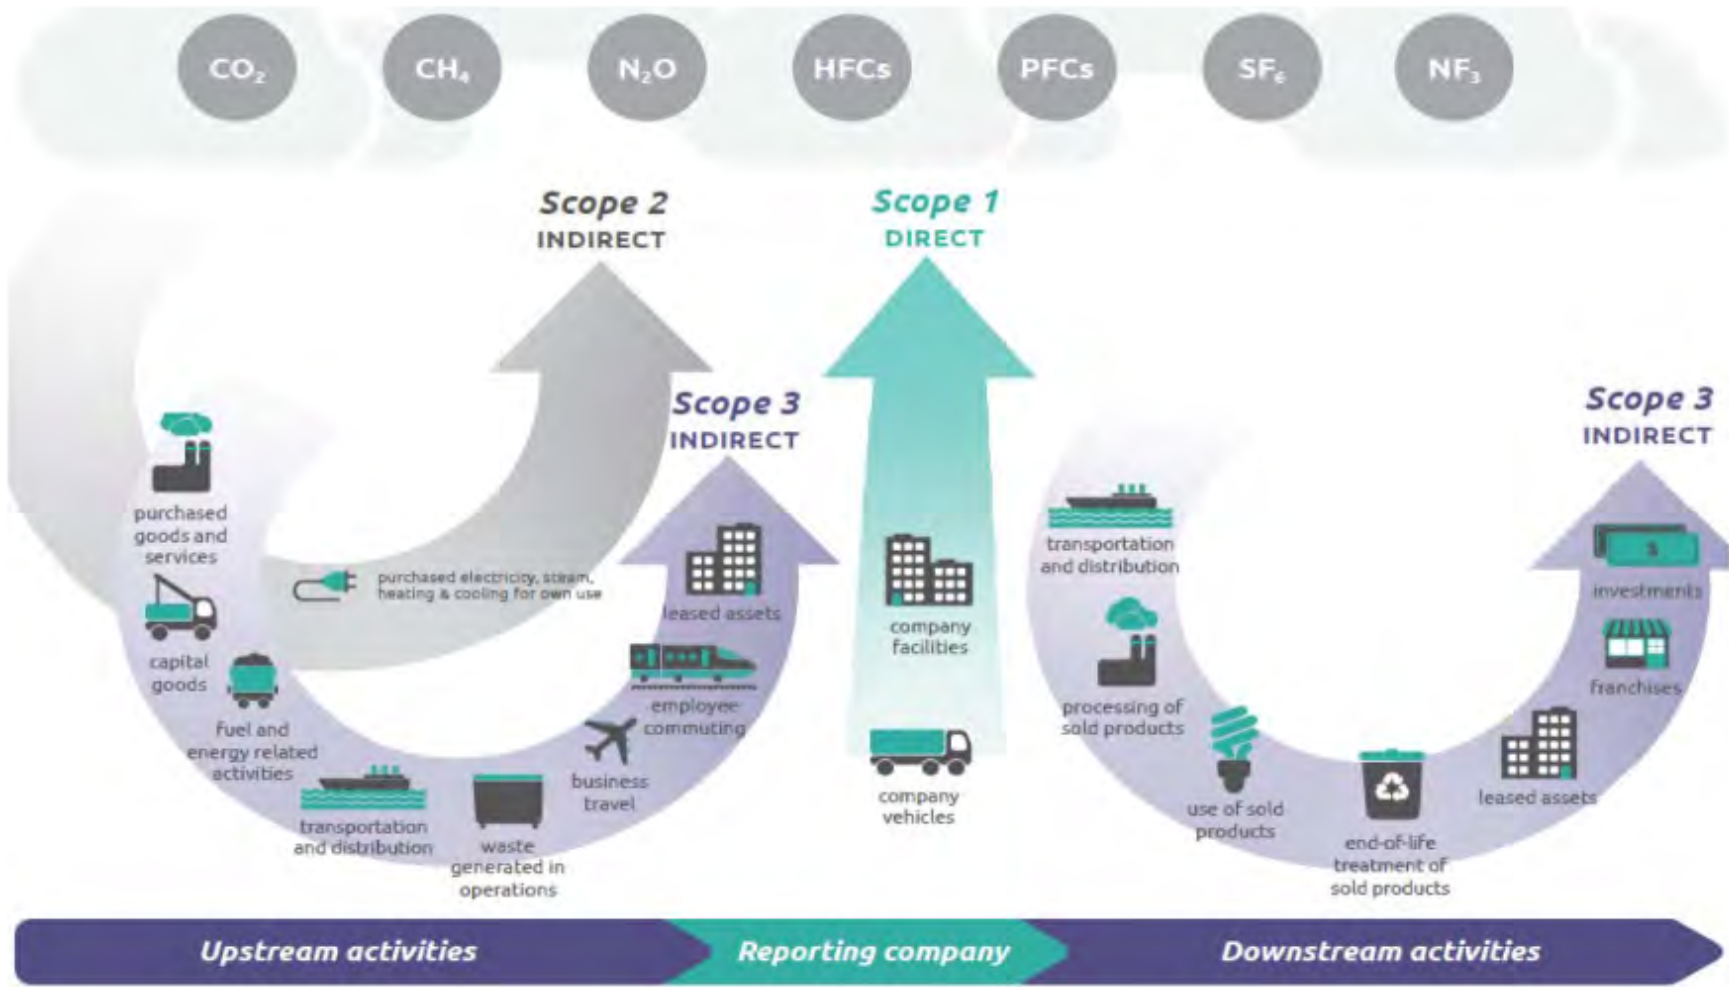 CO₂
CH₄
N₂O
HFCs
PFCs
SF₆
NF₃
Scope 2
INDIRECT
Scope 1
DIRECT
Scope 3
INDIRECT
Scope 3
INDIRECT
purchased
goods and
services
capital
goods
fuel and
energy related
activities
transportation
and distribution
waste
generated in
operations
business
travel
employee
commuting
leased assets
purchased electricity, steam,
heating & cooling for own use
company
facilities
company
vehicles
transportation
and distribution
processing of
sold products
use of sold
products
end-of-life
treatment of
sold products
leased assets
franchises
$
investments
Upstream activities
Reporting company
Downstream activities